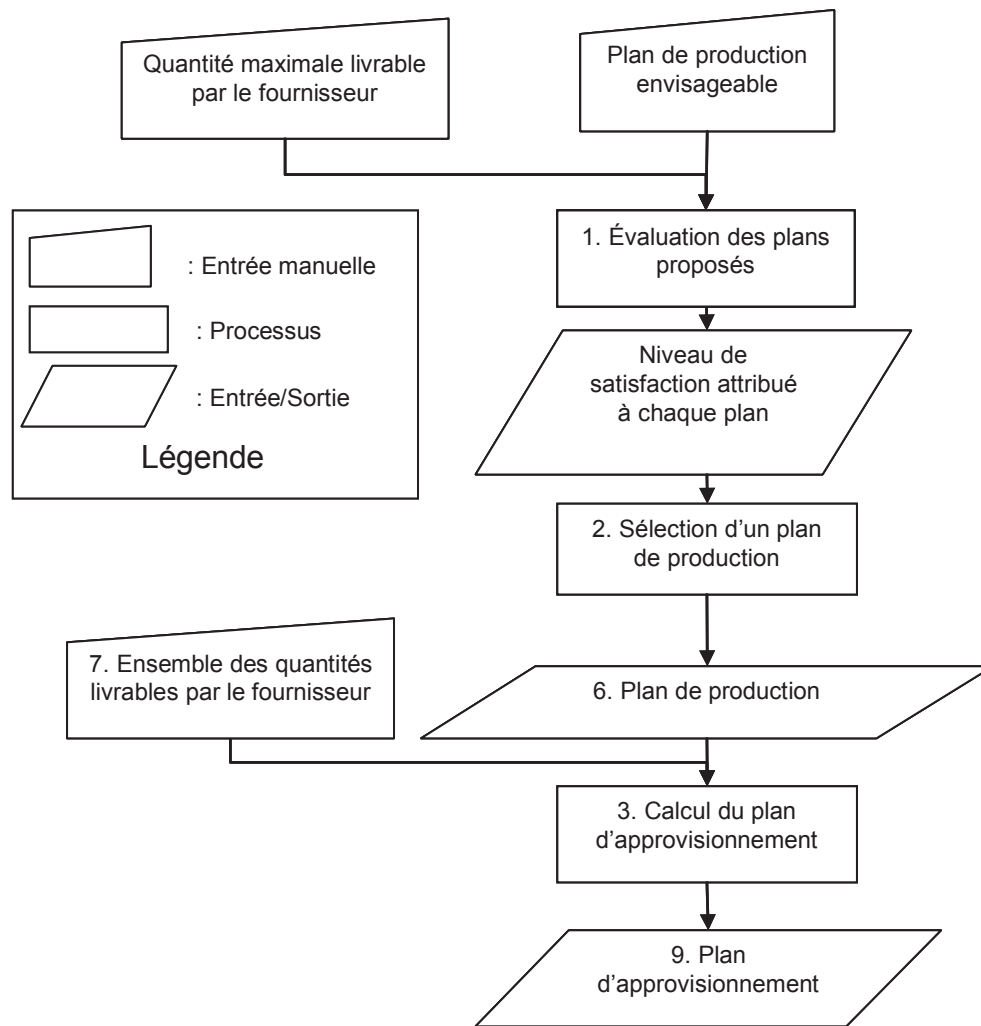 Quantité maximale livrable
par le fournisseur
Plan de production
envisageable
1. Évaluation des plans
proposés
: Entrée manuelle
: Processus
: Entrée/Sortie
Légende
Niveau de
satisfaction attribué
à chaque plan
2. Sélection d’un plan
de production
7. Ensemble des quantités
livrables par le fournisseur
6. Plan de production
3. Calcul du plan
d’approvisionnement
9. Plan
d’approvisionnement